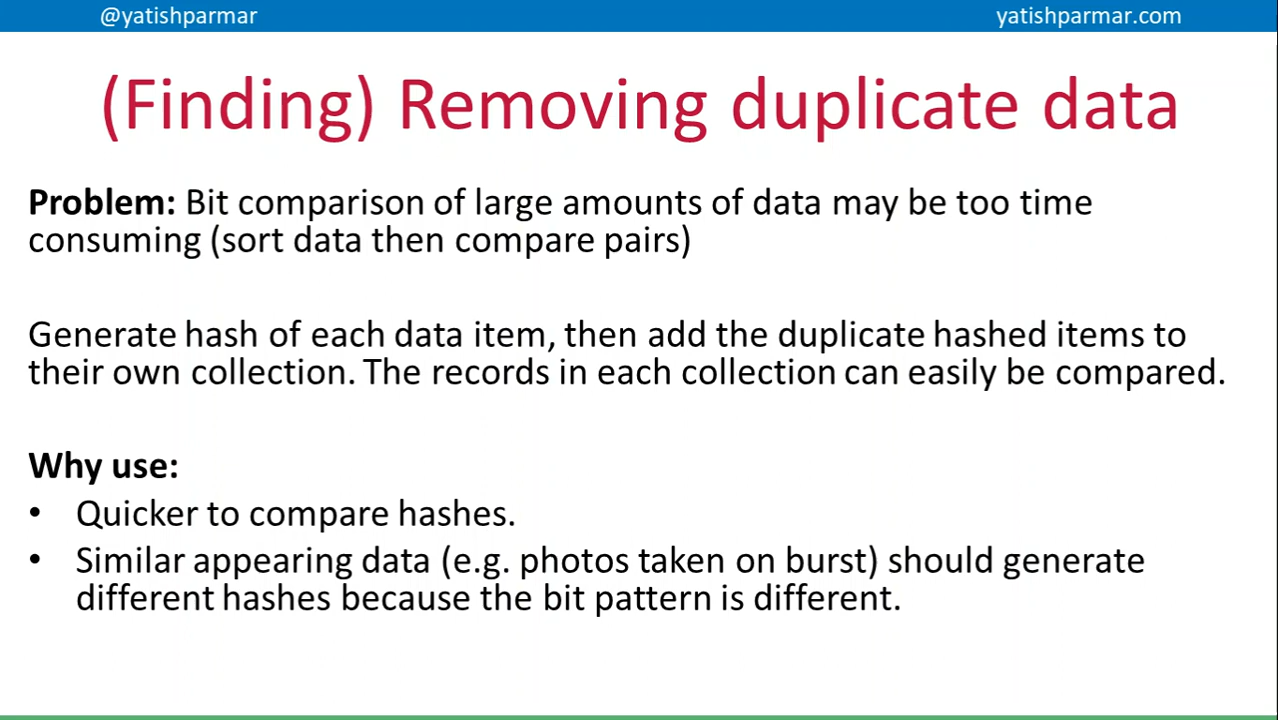 @yatishparmar
yatishparmar.com
(Finding) Removing duplicate data
Problem: Bit comparison of large amounts of data may be too time
consuming (sort data then compare pairs)
Generate hash of each data item, then add the duplicate hashed items to
their own collection. The records in each collection can easily be compared.
Why use:
• Quicker to compare hashes.
• Similar appearing data (e.g. photos taken on burst) should generate
different hashes because the bit pattern is different.